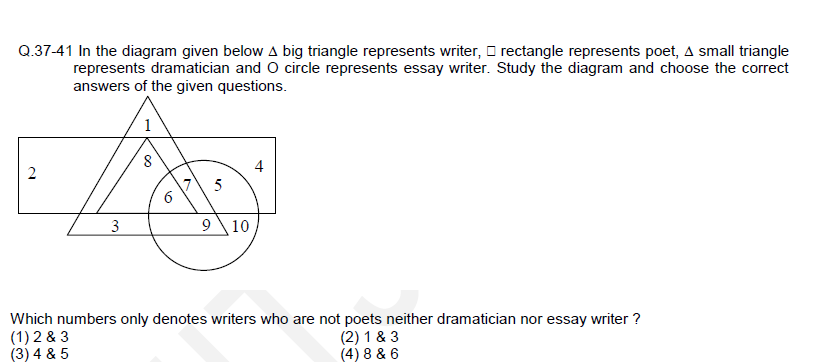 Q.37-41 In the diagram given below Δ big triangle represents writer, □ rectangle represents poet, Δ small triangle
represents dramatician and O circle represents essay writer. Study the diagram and choose the correct
answers of the given questions.
1
8
2
4
7
5
6
3
9
10
Which numbers only denotes writers who are not poets neither dramatician nor essay writer ?
(1) 2 & 3
(2) 1 & 3
(3) 4 & 5
(4) 8 & 6